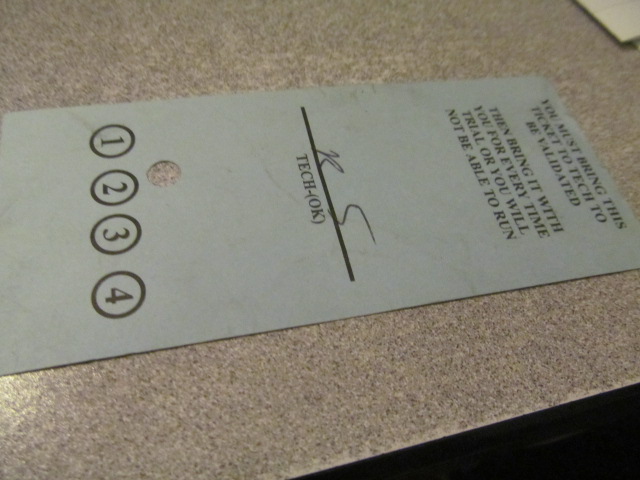 YOU MUST BRING THIS
TICKET TO TECH TO
BE VALIDATED
THEN BRING IT WITH
YOU FOR EVERY TIME
TRIAL OR YOU WILL
NOT BE ABLE TO RUN
TECH-(OK)
1 2 3 4